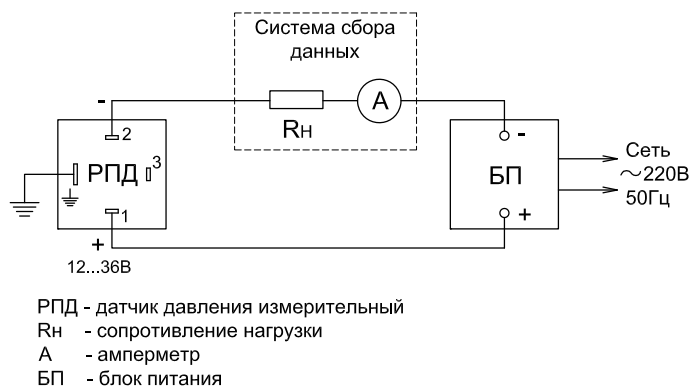 Система сбора
данных
- Rн A -
2
РПД 3
1
БП
+
+
12...36В
Сеть
~220В
50Гц
РПД - датчик давления измерительный
Rн - сопротивление нагрузки
А - амперметр
БП - блок питания